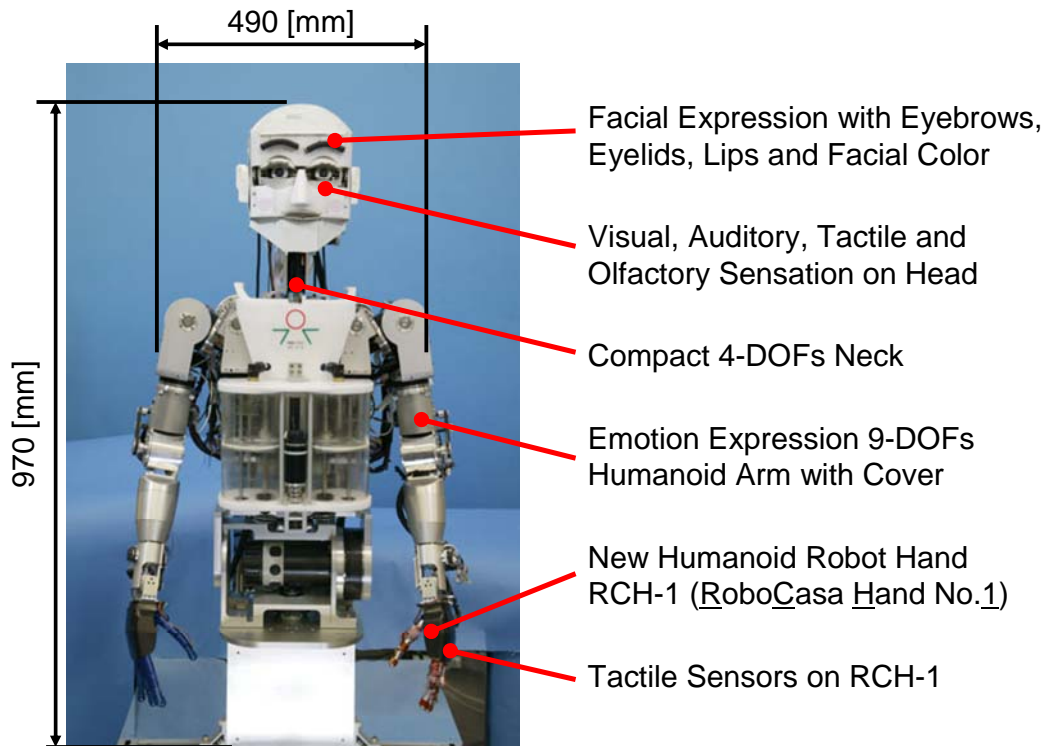 490 [mm]
970 [mm]
Facial Expression with Eyebrows,
Eyelids, Lips and Facial Color
Visual, Auditory, Tactile and
Olfactory Sensation on Head
Compact 4-DOFs Neck
Emotion Expression 9-DOFs
Humanoid Arm with Cover
New Humanoid Robot Hand
RCH-1 (RoboCasa Hand No.1)
Tactile Sensors on RCH-1